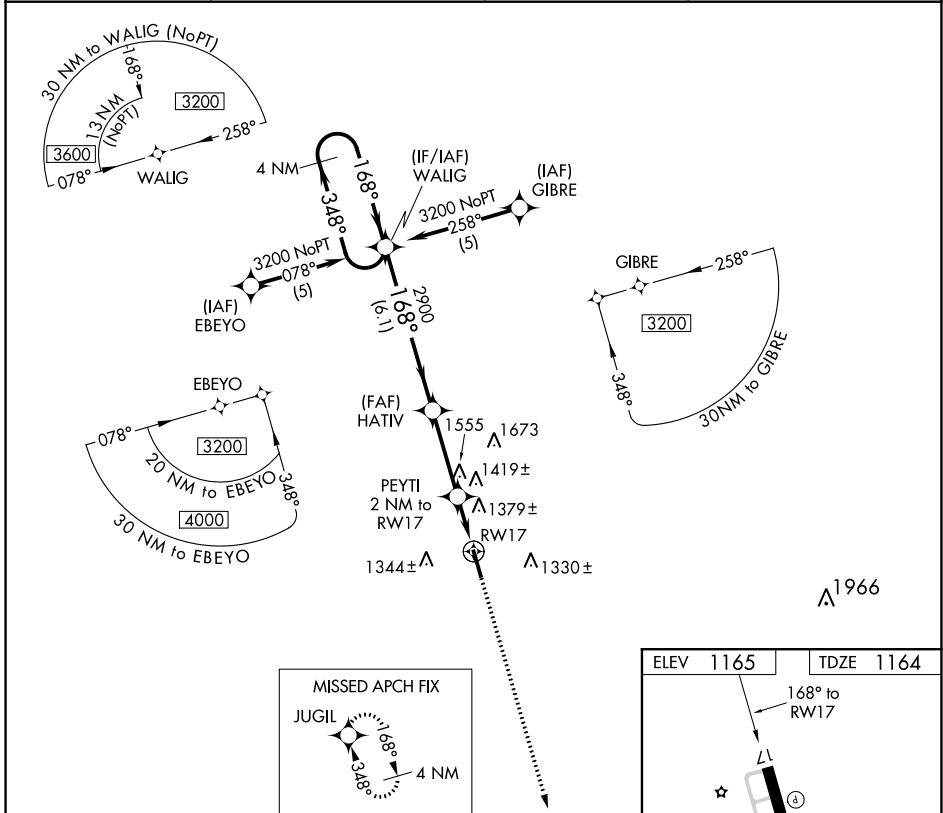 30 NM to WALIG (NoPT)
168°
13 NM
(NoPT)
3200
3600
258°
078°
WALIG
4 NM
168°
348°
(IF/IAF)
WALIG
(IAF)
GIBRE
3200 NoPT
258°
(5)
3200 NoPT
078°
(5)
(IAF)
EBEYO
2900
168°
(6.1)
GIBRE
258°
3200
348°
30NM to GIBRE
EBEYO
078°
3200
20 NM to EBEYO
348°
4000
30 NM to EBEYO
(FAF)
HATIV
1555
1673
1419±
PEYTI
2 NM to
RW17
1379±
RW17
1344±
1330±
1966
MISSED APCH FIX
JUGIL
168°
348°
4 NM
ELEV 1165
TDZE 1164
168° to
RW17
17
P